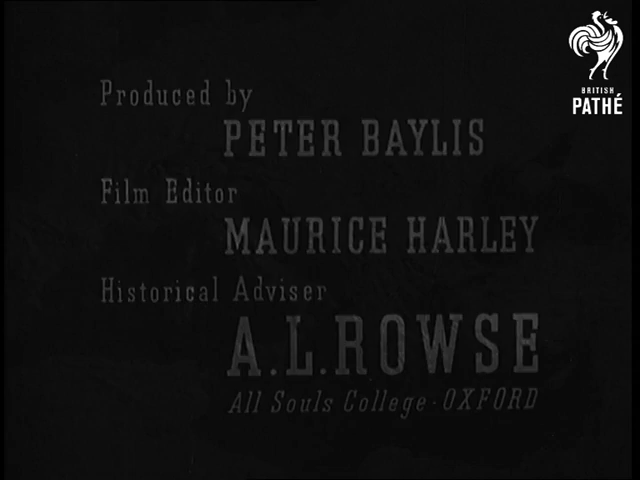 Produced by
PETER BAYLIS
Film Editor
MAURICE HARLEY
Historical Adviser
A.L.ROWSE
All Souls College - OXFORD
BRITISH
PATHÉ